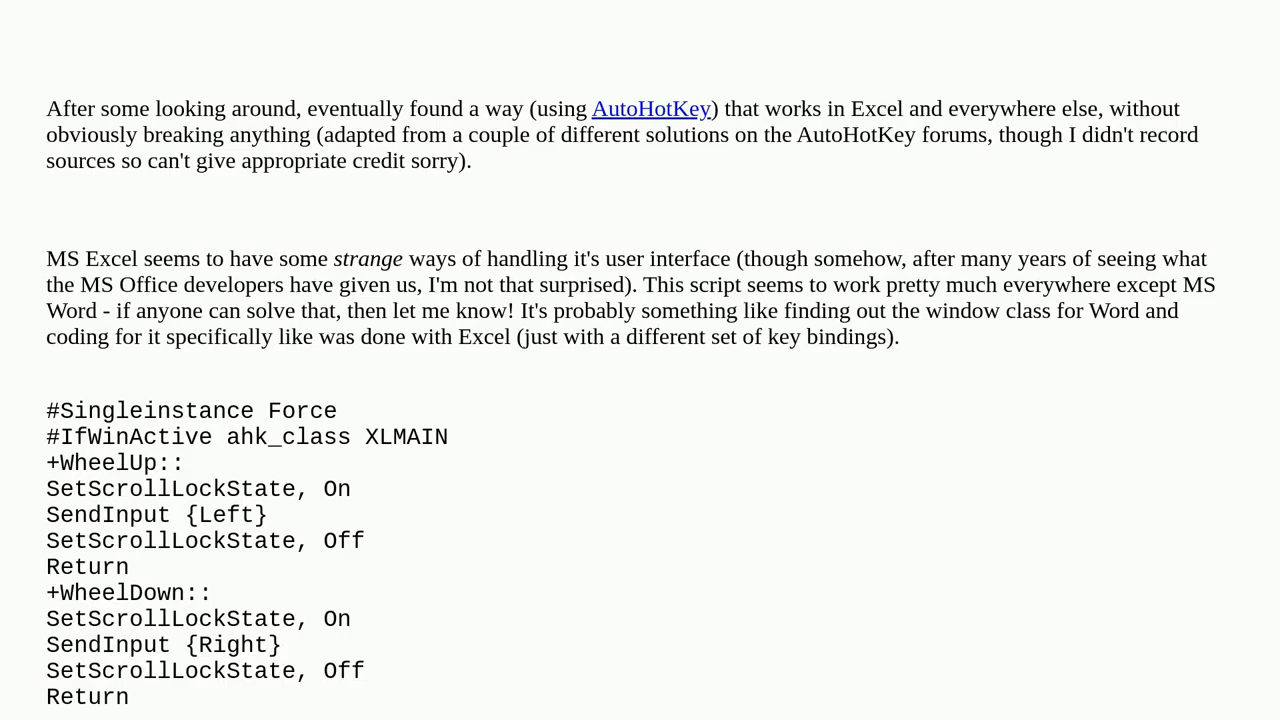 After some looking around, eventually found a way (using AutoHotKey) that works in Excel and everywhere else, without
obviously breaking anything (adapted from a couple of different solutions on the AutoHotKey forums, though I didn't record
sources so can't give appropriate credit sorry).
MS Excel seems to have some strange ways of handling it's user interface (though somehow, after many years of seeing what
the MS Office developers have given us, I'm not that surprised). This script seems to work pretty much everywhere except MS
Word - if anyone can solve that, then let me know! It's probably something like finding out the window class for Word and
coding for it specifically like was done with Excel (just with a different set of key bindings).
#Singleinstance Force
#IfWinActive ahk_class XLMAIN
+WheelUp::
SetScrollLockState, On
SendInput {Left}
SetScrollLockState, Off
Return
+WheelDown::
SetScrollLockState, On
SendInput {Right}
SetScrollLockState, Off
Return